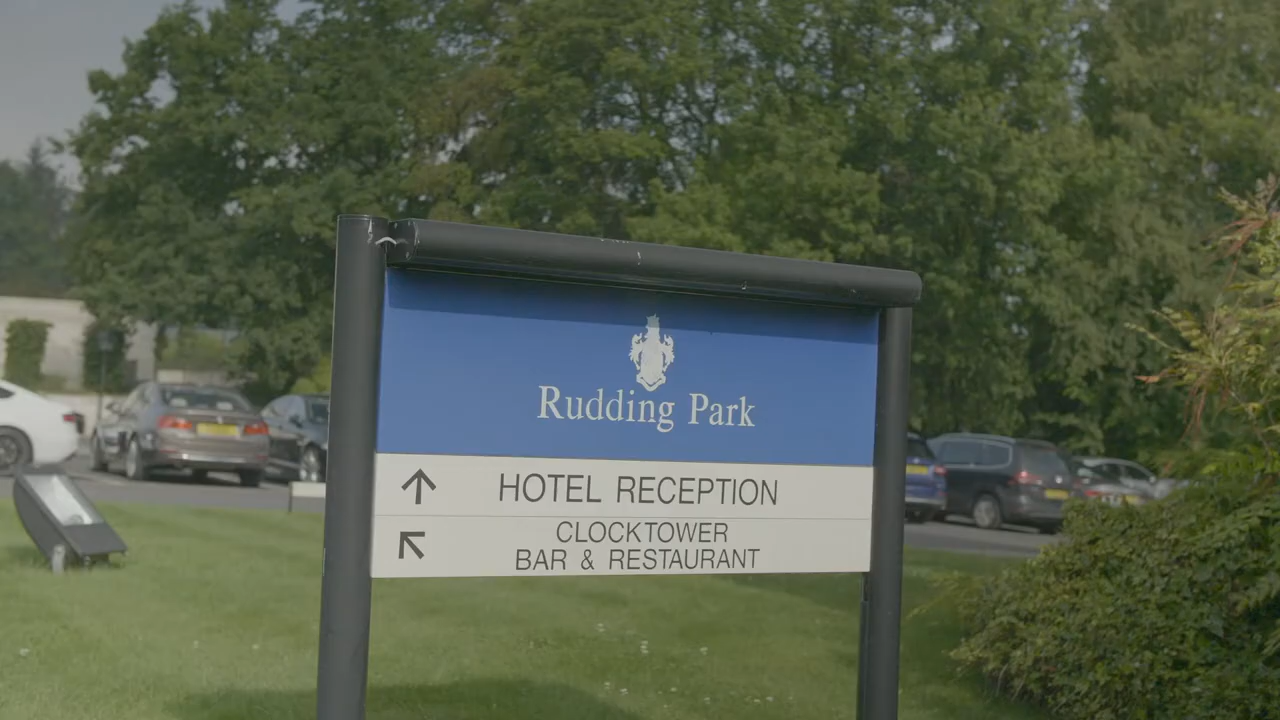 Rudding Park
↑ HOTEL RECEPTION
↖ CLOCKTOWER
BAR & RESTAURANT